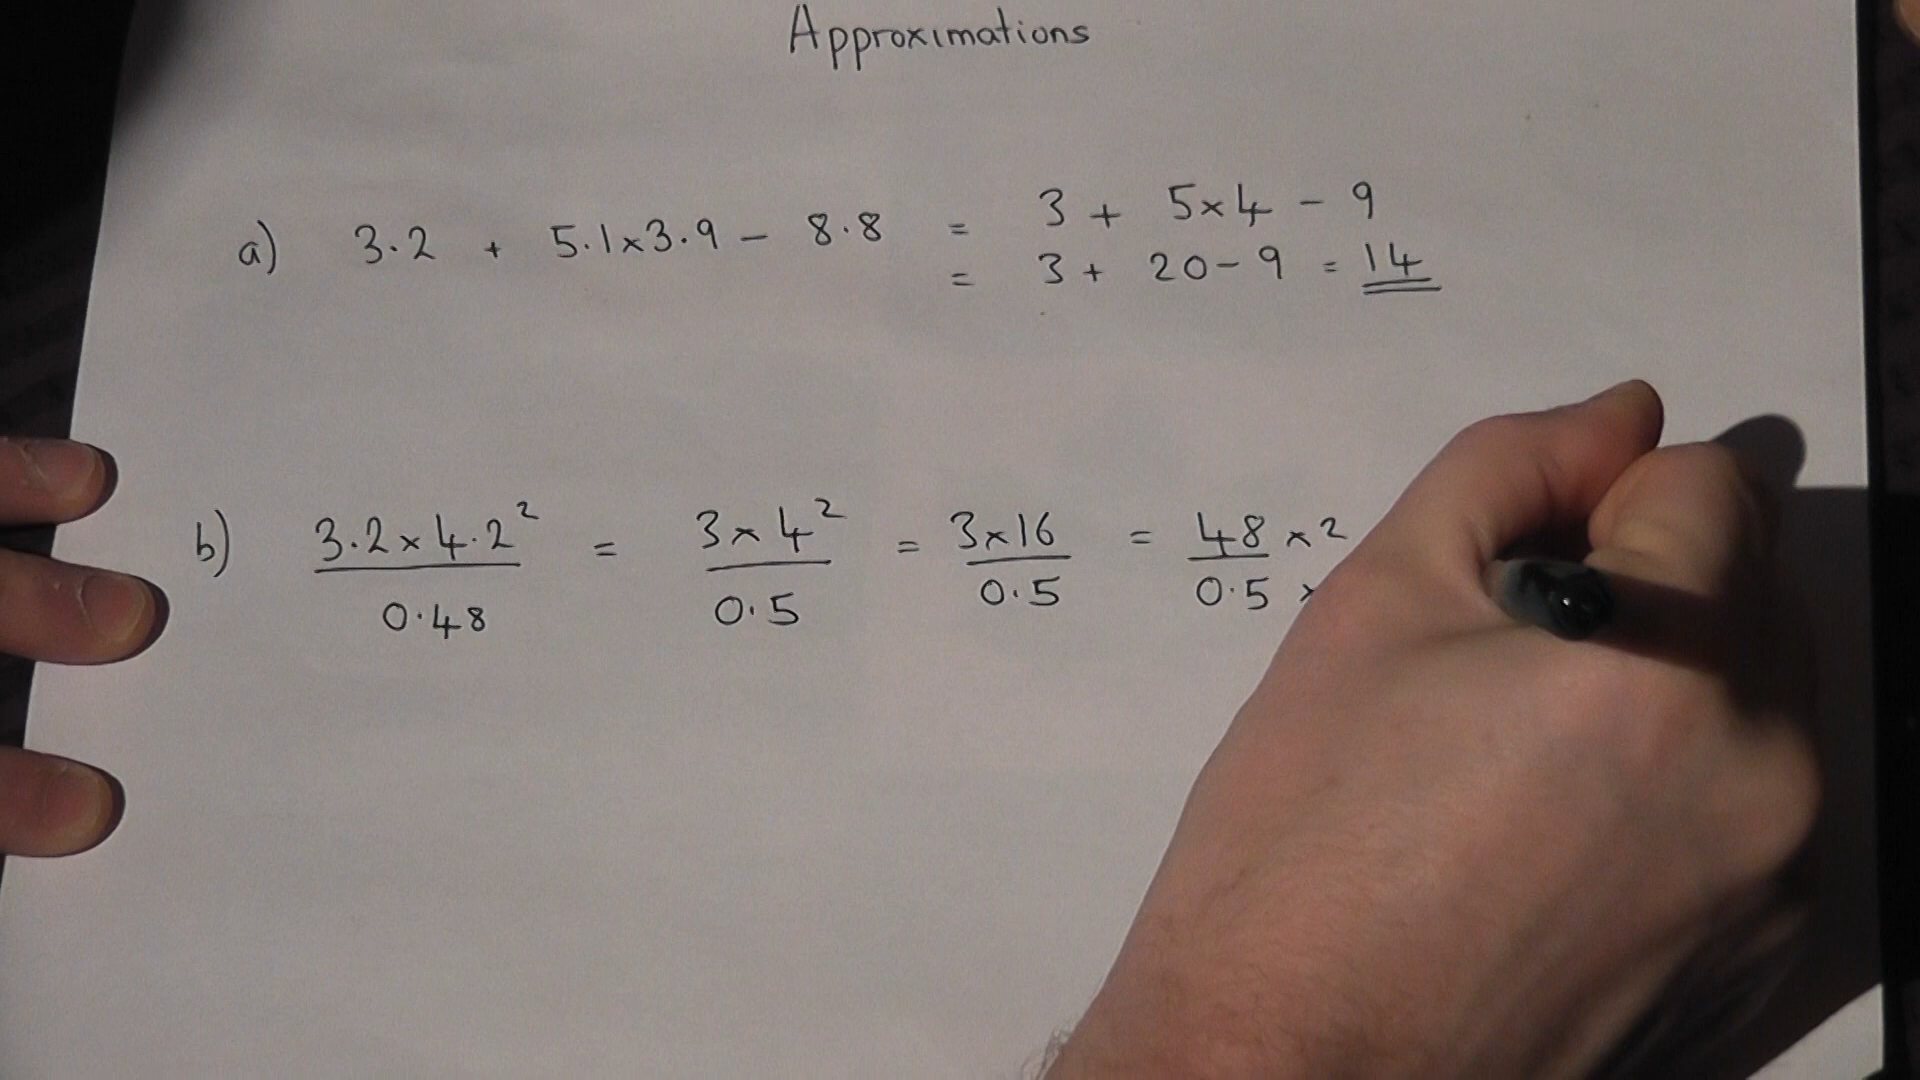 Approximations
a) 3.2 + 5.1×3.9 − 8.8 = 3 + 5×4 − 9
= 3 + 20 − 9 = 14
b) 3.2 × 4.2² / 0.48 = 3 × 4² / 0.5 = 3×16 / 0.5 = 48 × 2 / 0.5 ×